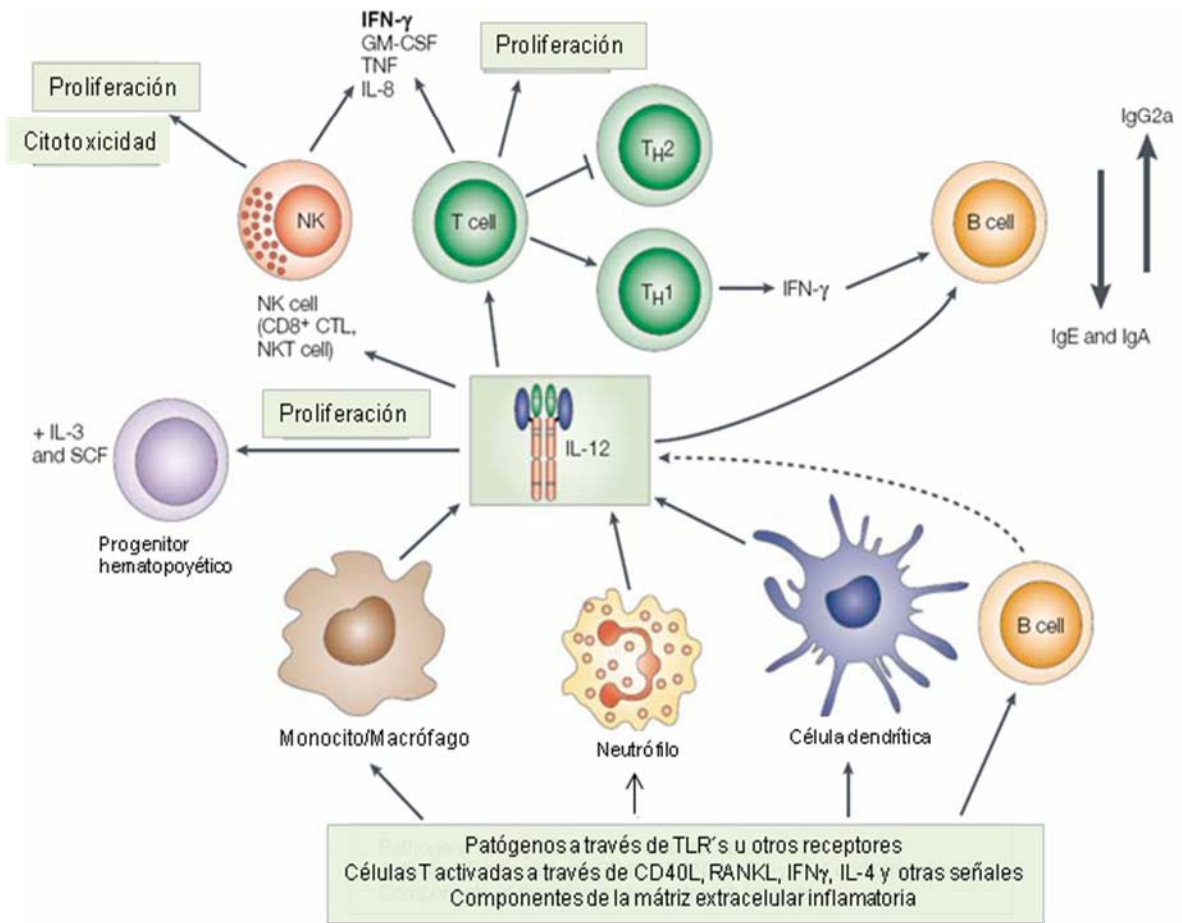 IFN-γ
GM-CSF
TNF
IL-8
Proliferación
Proliferación
Citotoxicidad
NK
T cell
TH2
TH1
IFN-γ
B cell
IgG2a
IgE and IgA
NK cell
(CD8+ CTL,
NKT cell)
Proliferación
+ IL-3
and SCF
IL-12
Progenitor
hematopoyético
Monocito/Macrófago
Neutrófilo
Célula dendrítica
B cell
Patógenos a través de TLR´s u otros receptores
Células T activadas a través de CD40L, RANKL, IFNγ, IL-4 y otras señales
Componentes de la mátriz extracelular inflamatoria